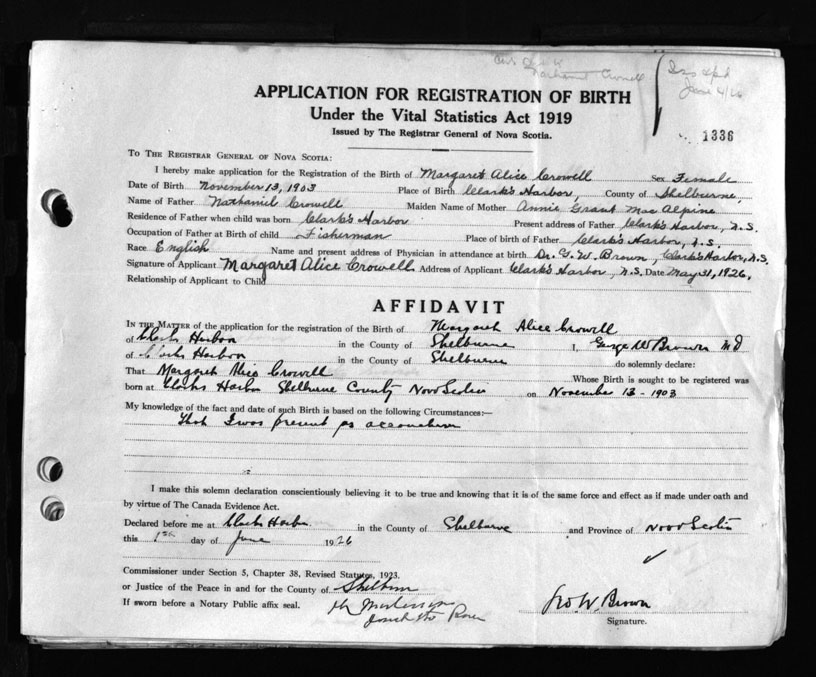 APPLICATION FOR REGISTRATION OF BIRTH
Under the Vital Statistics Act 1919
Issued by The Registrar General of Nova Scotia.
1336
TO THE REGISTRAR GENERAL OF NOVA SCOTIA:
I hereby make application for the Registration of the Birth of Margaret Alice Crowell Sex Female
Date of Birth November 13, 1903 Place of Birth Clark's Harbor, County of Shelburne
Name of Father Nathaniel Crowell Maiden Name of Mother Annie Grant MacAlpine
Residence of Father when child was born Clark's Harbor Present address of Father Clark's Harbor, N.S.
Occupation of Father at Birth of child Fisherman Place of birth of Father Clark's Harbor, N.S.
Race English Name and present address of Physician in attendance at birth Dr. G. W. Brown, Clark's Harbor, N.S.
Signature of Applicant Margaret Alice Crowell Address of Applicant Clark's Harbor, N.S. Date May 31, 1926.
Relationship of Applicant to Child
AFFIDAVIT
IN THE MATTER of the application for the registration of the Birth of Margaret Alice Crowell
of Clarks Harbor in the County of Shelburne I, George W Brown MD
of Clarks Harbor in the County of Shelburne do solemnly declare:
That Margaret Alice Crowell Whose Birth is sought to be registered was
born at Clarks Harbor Shelburne County Nova Scotia on November 13 - 1903
My knowledge of the fact and date of such Birth is based on the following Circumstances:—
That I was present as accoucheur
I make this solemn declaration conscientiously believing it to be true and knowing that it is of the same force and effect as if made under oath and
by virtue of The Canada Evidence Act.
Declared before me at Clarks Harbor in the County of Shelburne and Province of Nova Scotia
this 1st day of June 1926
Commissioner under Section 5, Chapter 38, Revised Statutes, 1923.
or Justice of the Peace in and for the County of Shelburne
If sworn before a Notary Public affix seal.
Geo. W. Brown
Signature.